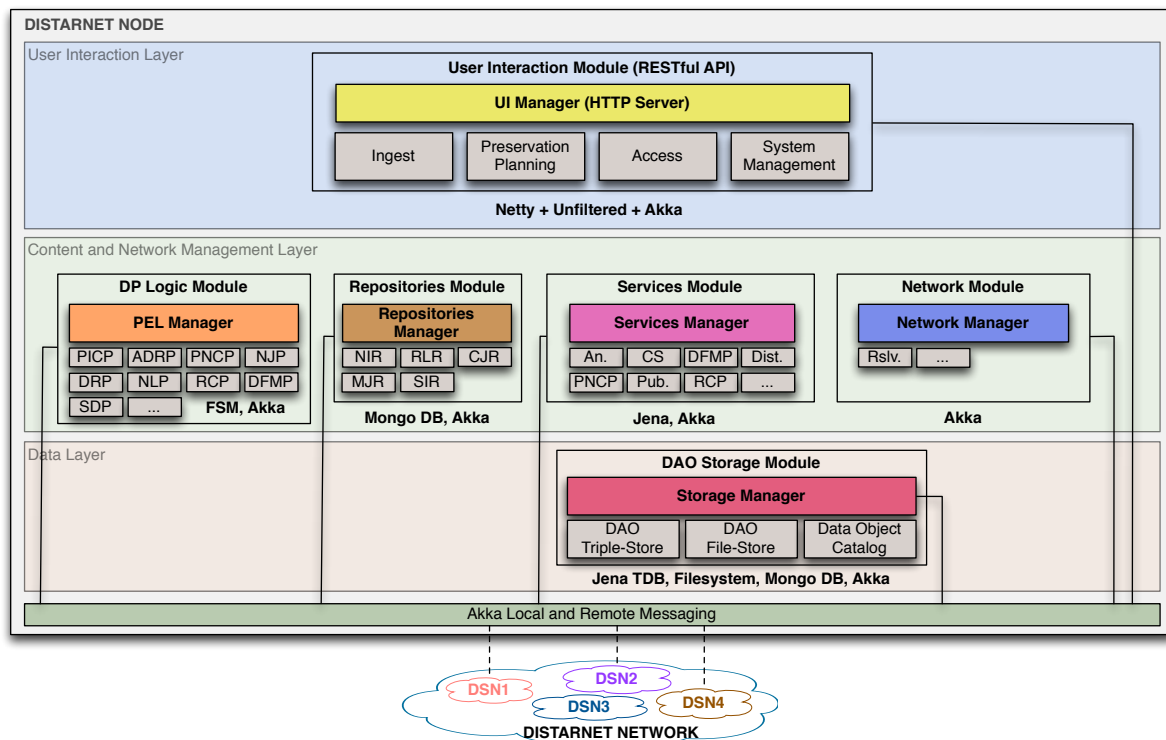 DISTARNET NODE
User Interaction Layer
User Interaction Module (RESTful API)
UI Manager (HTTP Server)
Ingest
Preservation
Planning
Access
System
Management
Netty + Unfiltered + Akka
Content and Network Management Layer
DP Logic Module
PEL Manager
PICP ADRP PNCP NJP
DRP NLP RCP DFMP
SDP ...
FSM, Akka
Repositories Module
Repositories
Manager
NIR RLR CJR
MJR SIR
Mongo DB, Akka
Services Module
Services Manager
An. CS DFMP Dist.
PNCP Pub. RCP ...
Jena, Akka
Network Module
Network Manager
Rslv. ...
Akka
Data Layer
DAO Storage Module
Storage Manager
DAO
Triple-Store
DAO
File-Store
Data Object
Catalog
Jena TDB, Filesystem, Mongo DB, Akka
Akka Local and Remote Messaging
DSN1
DSN2
DSN3
DSN4
DISTARNET NETWORK